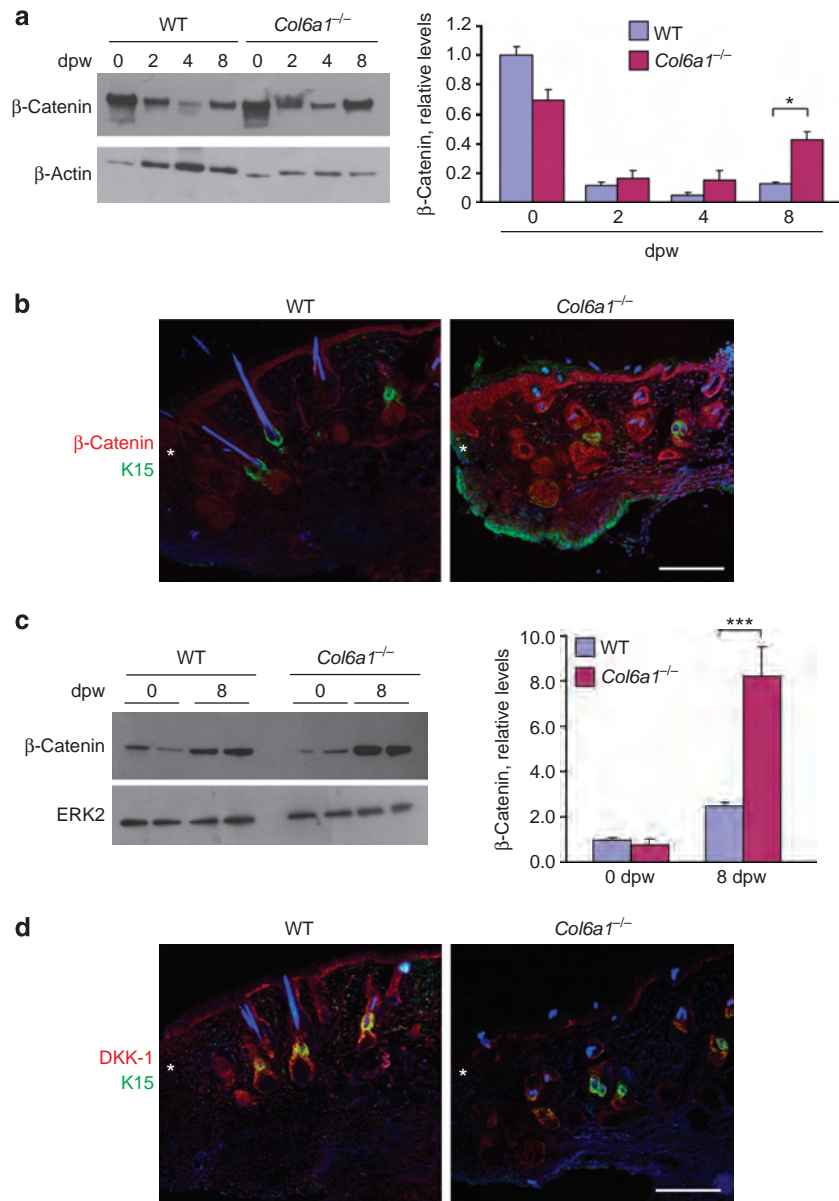 a
WT Col6a1–/–
dpw 0 2 4 8 0 2 4 8
β-Catenin
β-Actin
β-Catenin, relative levels
1.2
1.0
0.8
0.6
0.4
0.2
0
WT
Col6a1–/–
*
0 2 4 8
dpw
b
WT Col6a1–/–
β-Catenin
K15
*
*
c
WT Col6a1–/–
dpw 0 8 0 8
β-Catenin
ERK2
β-Catenin, relative levels
10.0
8.0
6.0
4.0
2.0
0.0
WT
Col6a1–/–
***
0 dpw 8 dpw
d
WT Col6a1–/–
DKK-1
K15
*
*